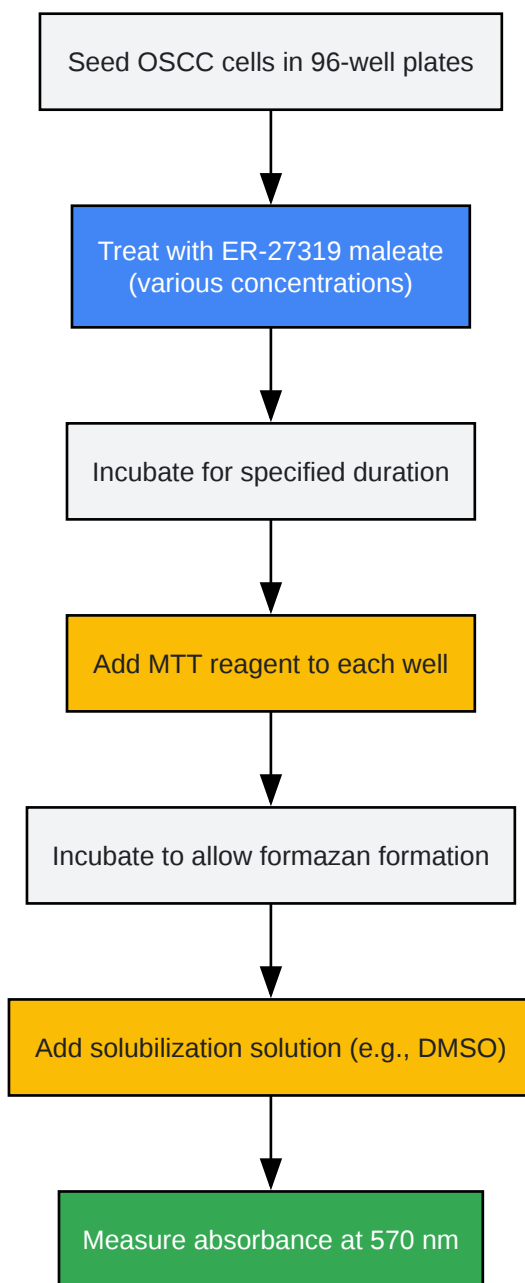 Seed OSCC cells in 96-well plates
Treat with ER-27319 maleate
(various concentrations)
Incubate for specified duration
Add MTT reagent to each well
Incubate to allow formazan formation
Add solubilization solution (e.g., DMSO)
Measure absorbance at 570 nm